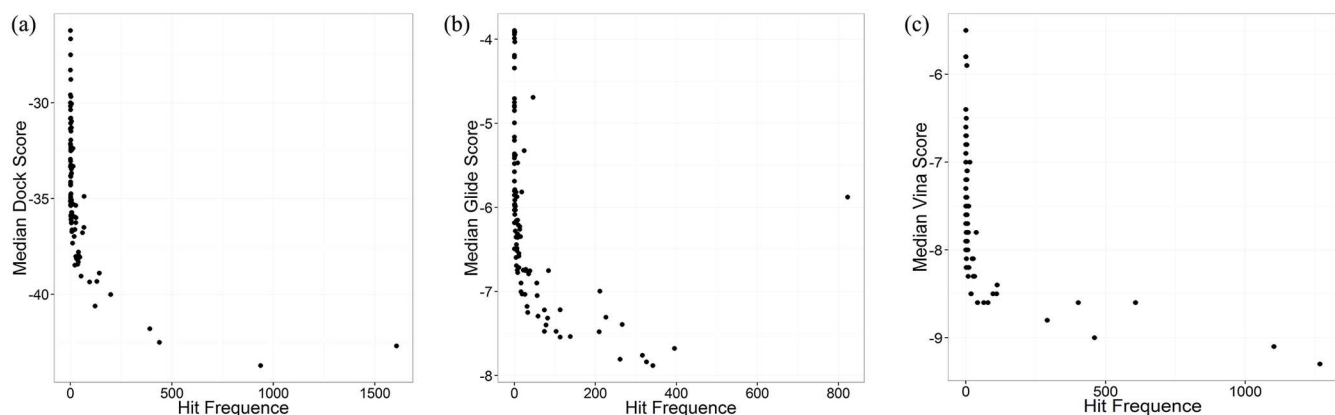 (a)
Median Dock Score
-30
-35
-40
0
500
1000
1500
Hit Frequence
(b)
Median Glide Score
-4
-5
-6
-7
-8
0
200
400
600
800
Hit Frequence
(c)
Median Vina Score
-6
-7
-8
-9
0
500
1000
Hit Frequence